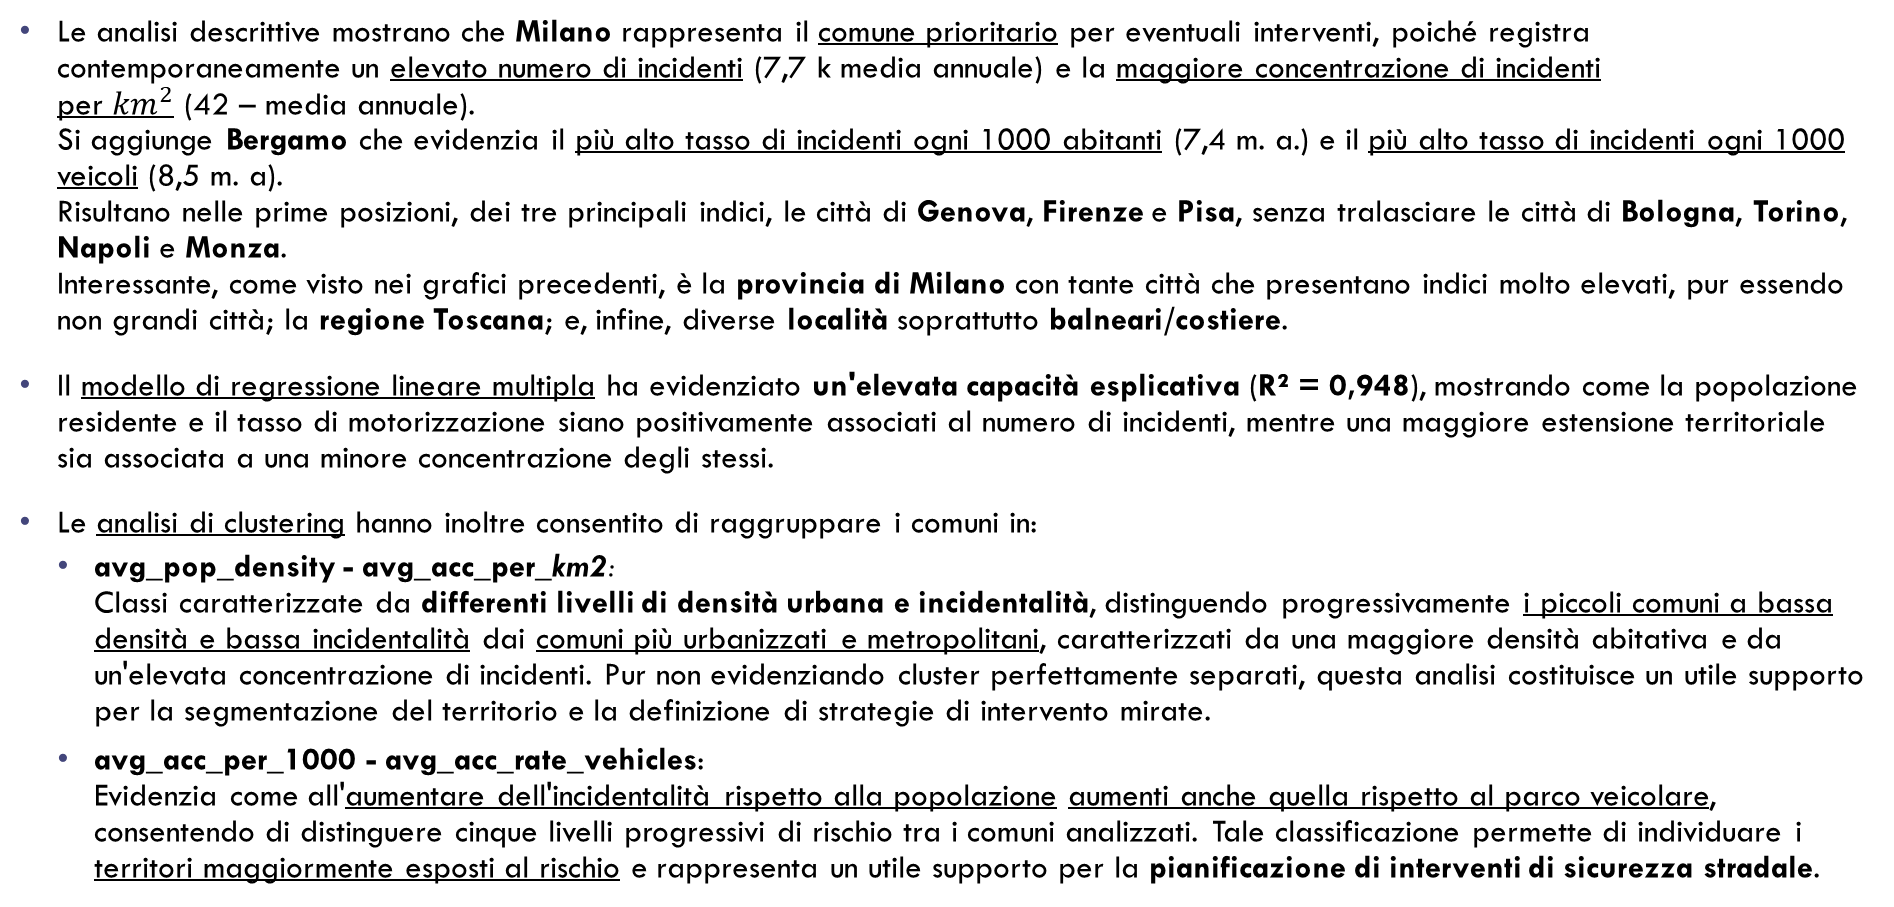 • Le analisi descrittive mostrano che Milano rappresenta il comune prioritario per eventuali interventi, poiché registra
contemporaneamente un elevato numero di incidenti (7,7 k media annuale) e la maggiore concentrazione di incidenti
per km² (42 – media annuale).
Si aggiunge Bergamo che evidenzia il più alto tasso di incidenti ogni 1000 abitanti (7,4 m. a.) e il più alto tasso di incidenti ogni 1000
veicoli (8,5 m. a).
Risultano nelle prime posizioni, dei tre principali indici, le città di Genova, Firenze e Pisa, senza tralasciare le città di Bologna, Torino,
Napoli e Monza.
Interessante, come visto nei grafici precedenti, è la provincia di Milano con tante città che presentano indici molto elevati, pur essendo
non grandi città; la regione Toscana; e, infine, diverse località soprattutto balneari/costiere.
• Il modello di regressione lineare multipla ha evidenziato un'elevata capacità esplicativa (R² = 0,948), mostrando come la popolazione
residente e il tasso di motorizzazione siano positivamente associati al numero di incidenti, mentre una maggiore estensione territoriale
sia associata a una minore concentrazione degli stessi.
• Le analisi di clustering hanno inoltre consentito di raggruppare i comuni in:
• avg_pop_density - avg_acc_per_km2:
Classi caratterizzate da differenti livelli di densità urbana e incidentalità, distinguendo progressivamente i piccoli comuni a bassa
densità e bassa incidentalità dai comuni più urbanizzati e metropolitani, caratterizzati da una maggiore densità abitativa e da
un'elevata concentrazione di incidenti. Pur non evidenziando cluster perfettamente separati, questa analisi costituisce un utile supporto
per la segmentazione del territorio e la definizione di strategie di intervento mirate.
• avg_acc_per_1000 - avg_acc_rate_vehicles:
Evidenzia come all'aumentare dell'incidentalità rispetto alla popolazione aumenti anche quella rispetto al parco veicolare,
consentendo di distinguere cinque livelli progressivi di rischio tra i comuni analizzati. Tale classificazione permette di individuare i
territori maggiormente esposti al rischio e rappresenta un utile supporto per la pianificazione di interventi di sicurezza stradale.